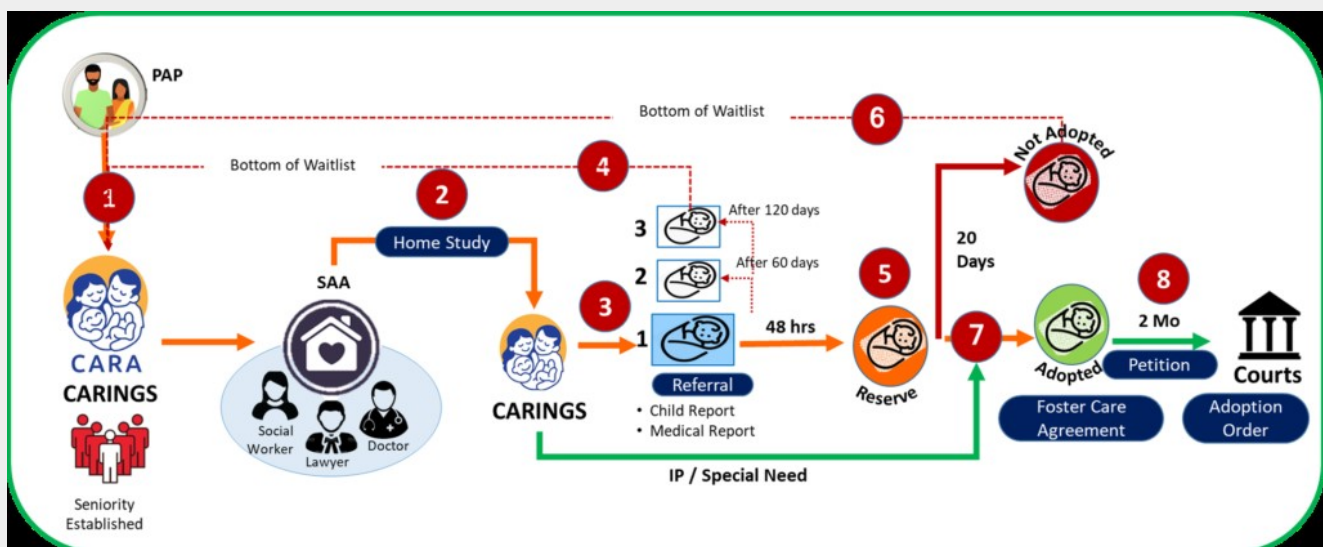 PAP
Bottom of Waitlist
6
Not Adopted
Bottom of Waitlist
4
1
2
Home Study
3
After 120 days
2
After 60 days
SAA
20
Days
5
8
2 Mo
3
1
48 hrs
7
CARA
CARINGS
Social
Worker
Lawyer
Doctor
CARINGS
Referral
• Child Report
• Medical Report
Reserve
Adopted
Petition
Courts
Foster Care
Agreement
Adoption
Order
IP / Special Need
Seniority
Established